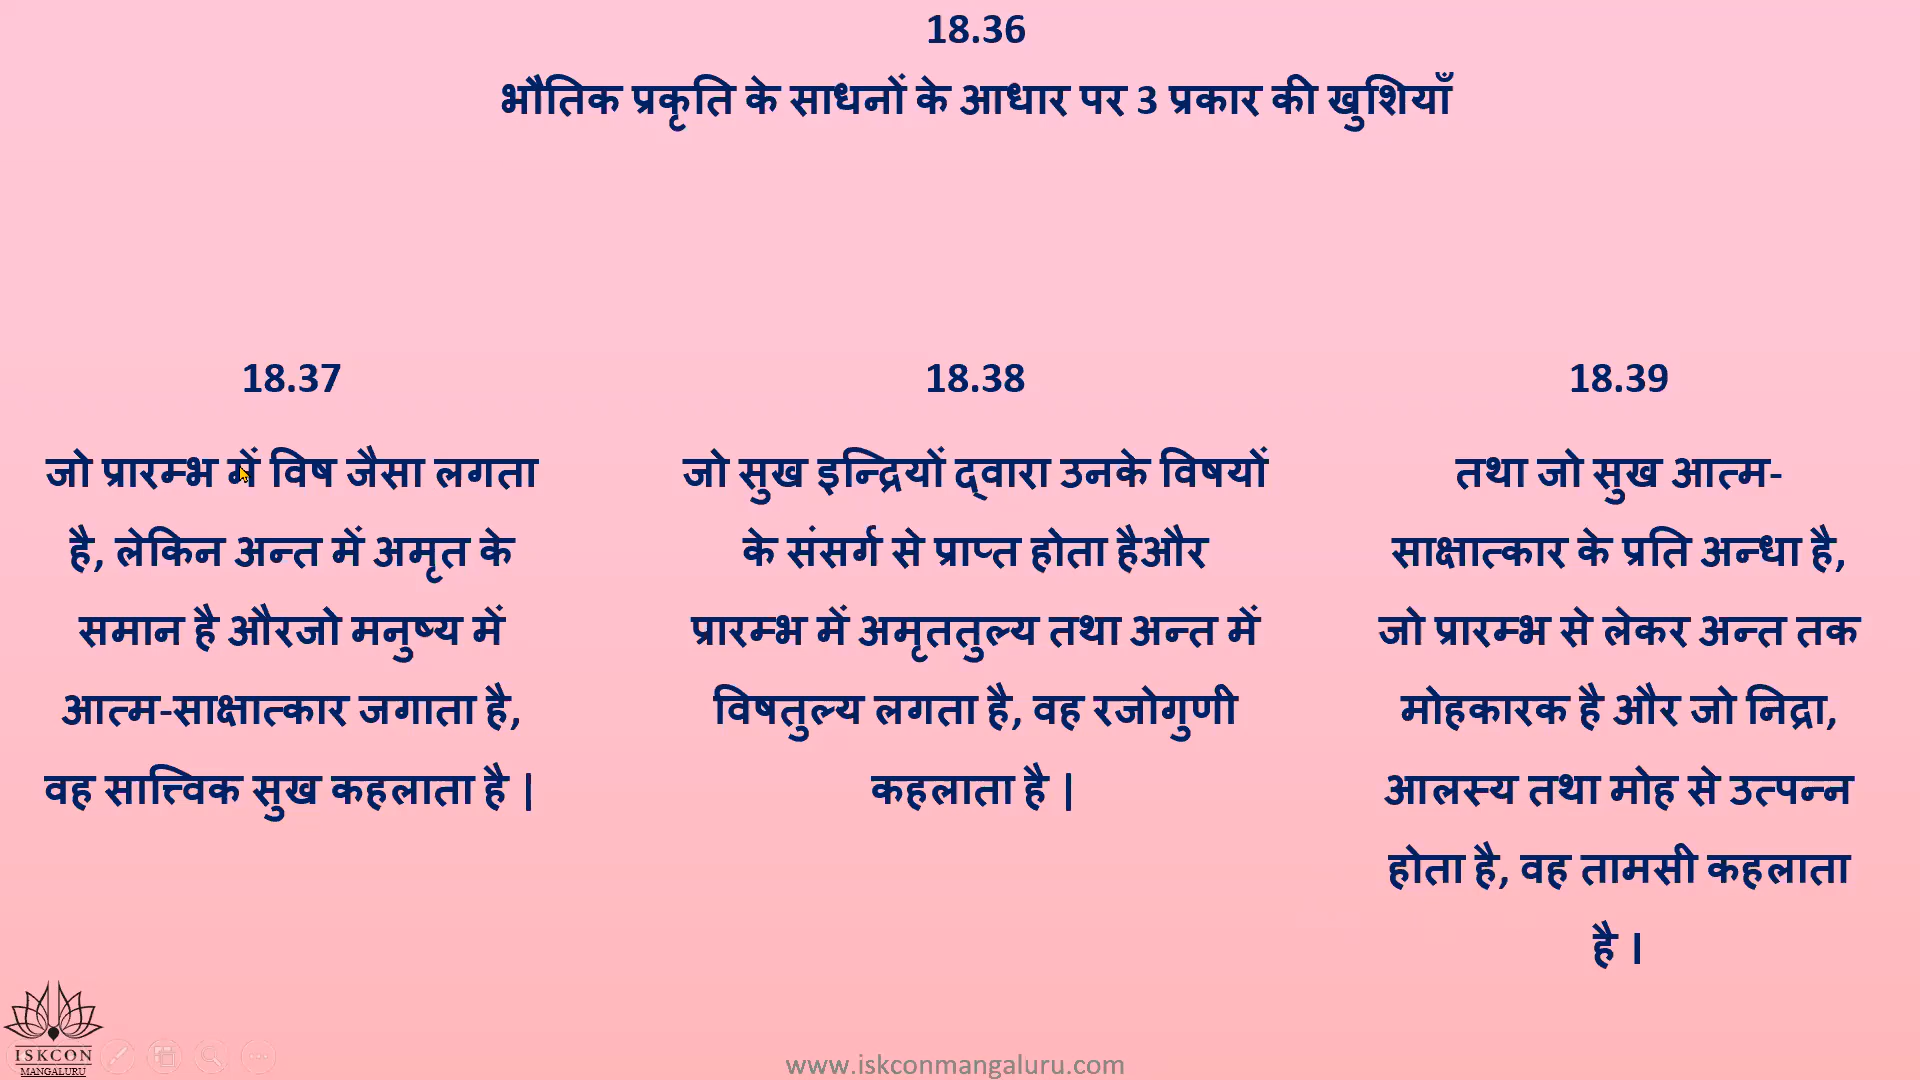 18.36
भौतिक प्रकृति के साधनों के आधार पर 3 प्रकार की खुशियाँ
18.37
जो प्रारम्भ में विष जैसा लगता
है, लेकिन अन्त में अमृत के
समान है औरजो मनुष्य में
आत्म-साक्षात्कार जगाता है,
वह सात्त्विक सुख कहलाता है |
18.38
जो सुख इन्द्रियों द्वारा उनके विषयों
के संसर्ग से प्राप्त होता हैऔर
प्रारम्भ में अमृततुल्य तथा अन्त में
विषतुल्य लगता है, वह रजोगुणी
कहलाता है |
18.39
तथा जो सुख आत्म-
साक्षात्कार के प्रति अन्धा है,
जो प्रारम्भ से लेकर अन्त तक
मोहकारक है और जो निद्रा,
आलस्य तथा मोह से उत्पन्न
होता है, वह तामसी कहलाता
है ।
ISKCON
MANGALURU
www.iskconmangaluru.com